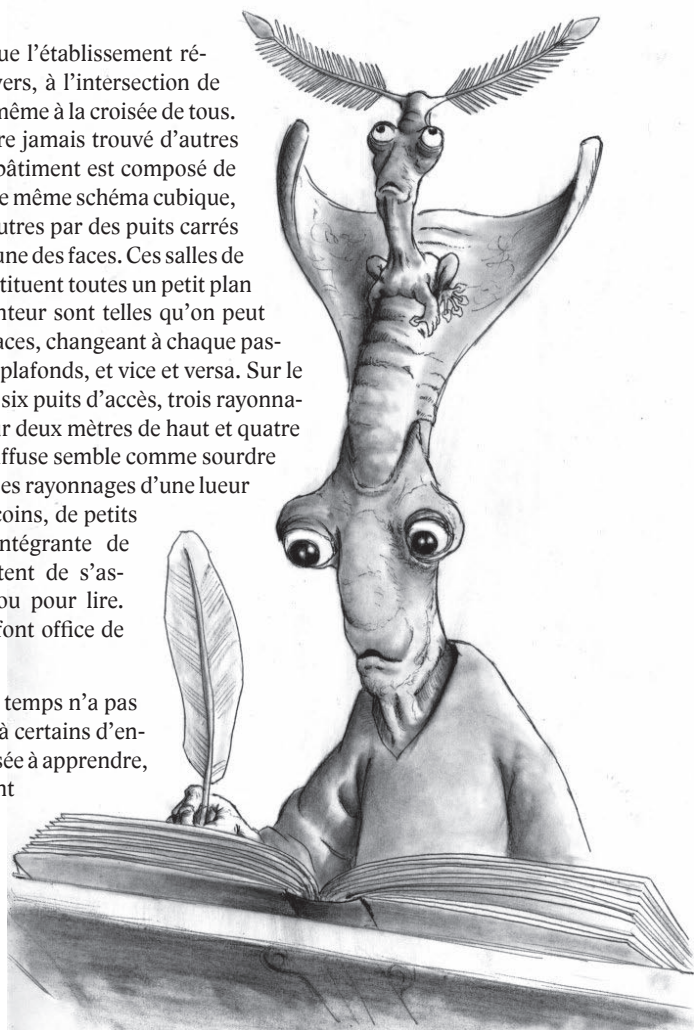 ue l'établissement ré-
vers, à l'intersection de
même à la croisée de tous.
re jamais trouvé d'autres
bâtiment est composé de
e même schéma cubique,
utres par des puits carrés
une des faces. Ces salles de
tituent toutes un petit plan
nteur sont telles qu'on peut
aces, changeant à chaque pas-
plafonds, et vice et versa. Sur le
six puits d'accès, trois rayonna-
ur deux mètres de haut et quatre
ffuse semble comme sourdre
es rayonnages d'une lueur
coins, de petits
ntégrante de
tent de s'as-
ou pour lire.
font office de
temps n'a pas
à certains d'en-
sée à apprendre,
nt